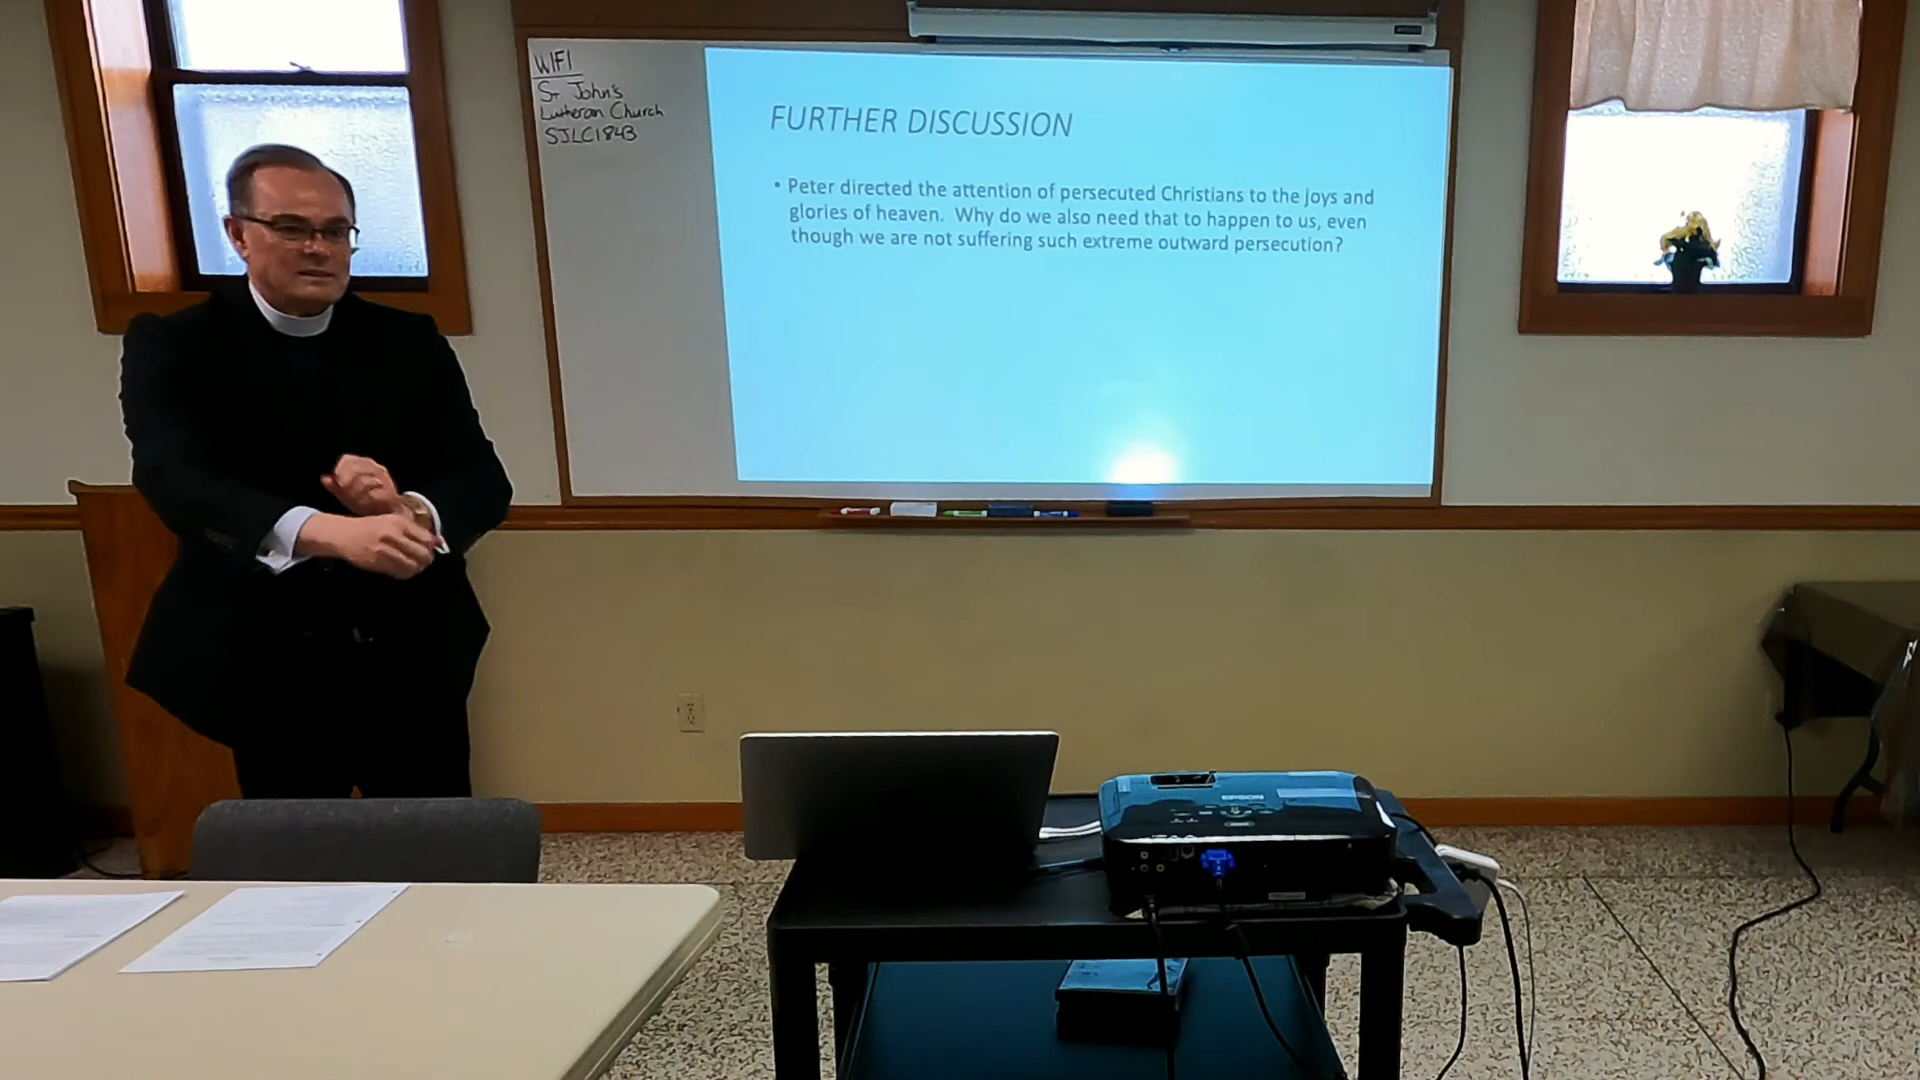 WIFI
St. John's
Lutheran Church
SJLC1843
FURTHER DISCUSSION
• Peter directed the attention of persecuted Christians to the joys and
glories of heaven. Why do we also need that to happen to us, even
though we are not suffering such extreme outward persecution?
EPSON